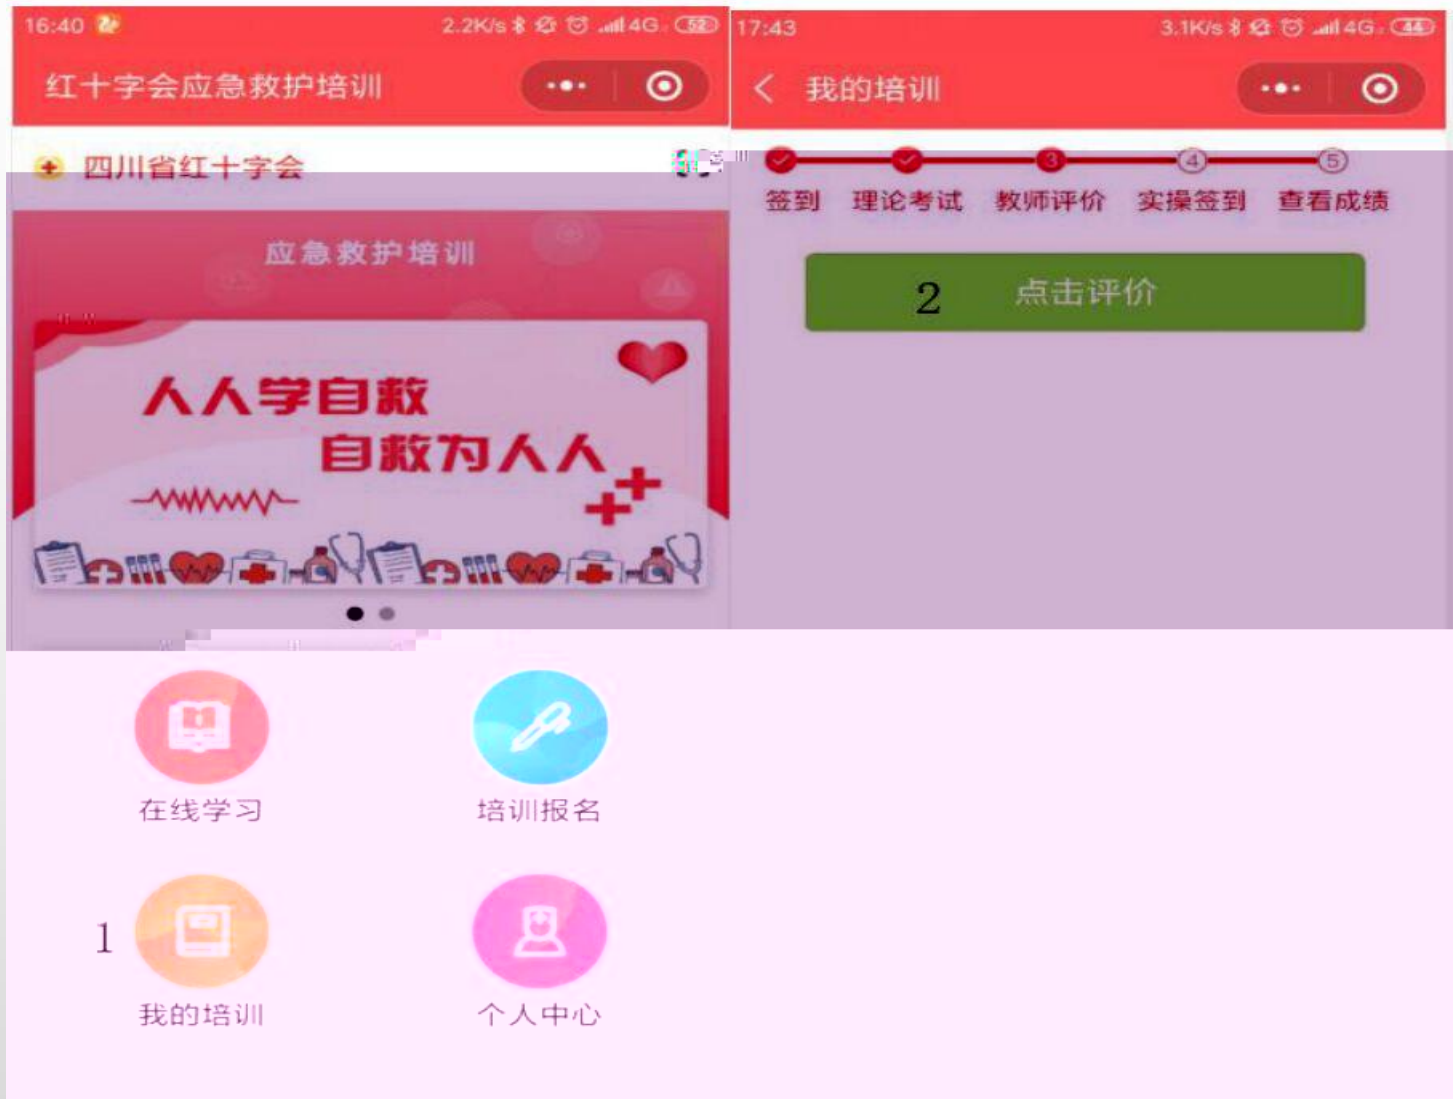 16:40 2.2K/s 4G 52
红十字会应急救护培训
四川省红十字会
应急救护培训
人人学自救
自救为人人
在线学习 培训报名
1
我的培训 个人中心
17:43 3.1K/s 4G 44
我的培训
3 4 5
签到 理论考试 教师评价 实操签到 查看成绩
2 点击评价